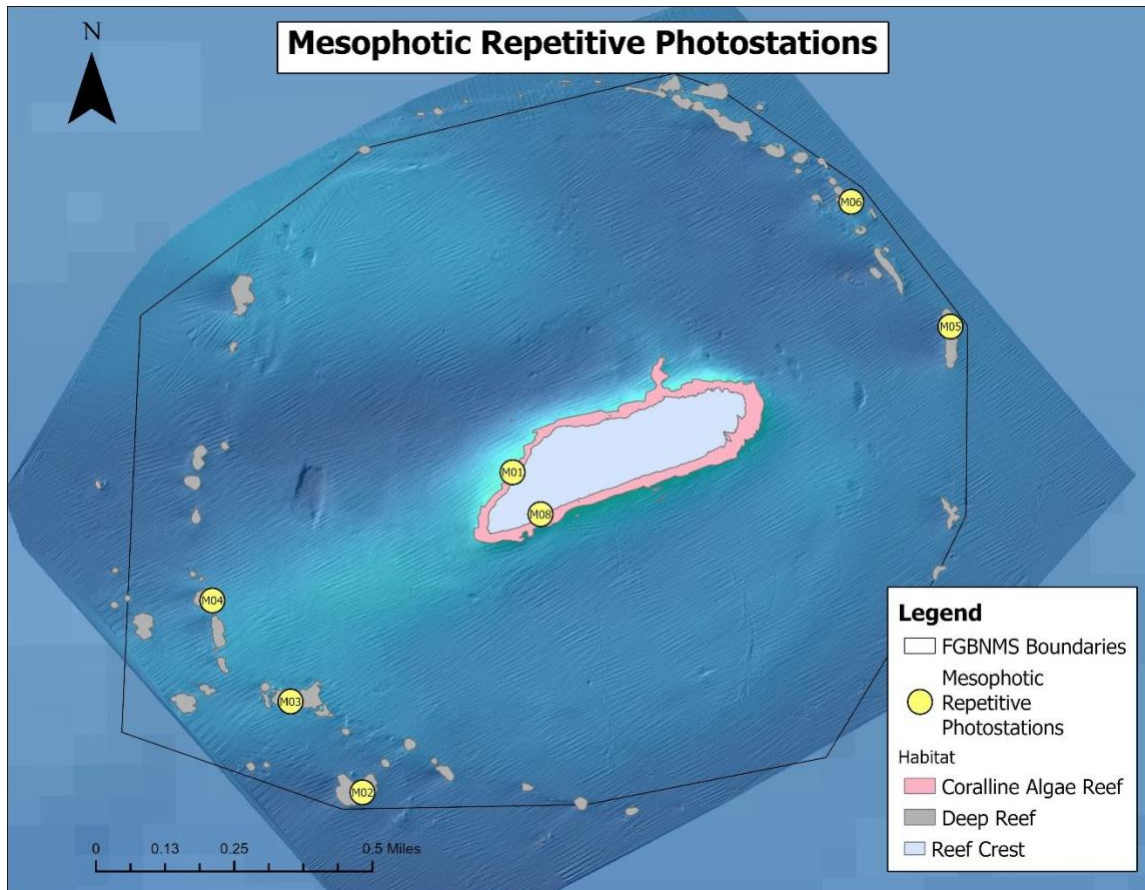 Mesophotic Repetitive Photostations
N
M06
M05
M01
M08
M04
M03
M02
Legend
FGBNMS Boundaries
Mesophotic
Repetitive
Photostations
Habitat
Coralline Algae Reef
Deep Reef
Reef Crest
0 0.13 0.25 0.5 Miles